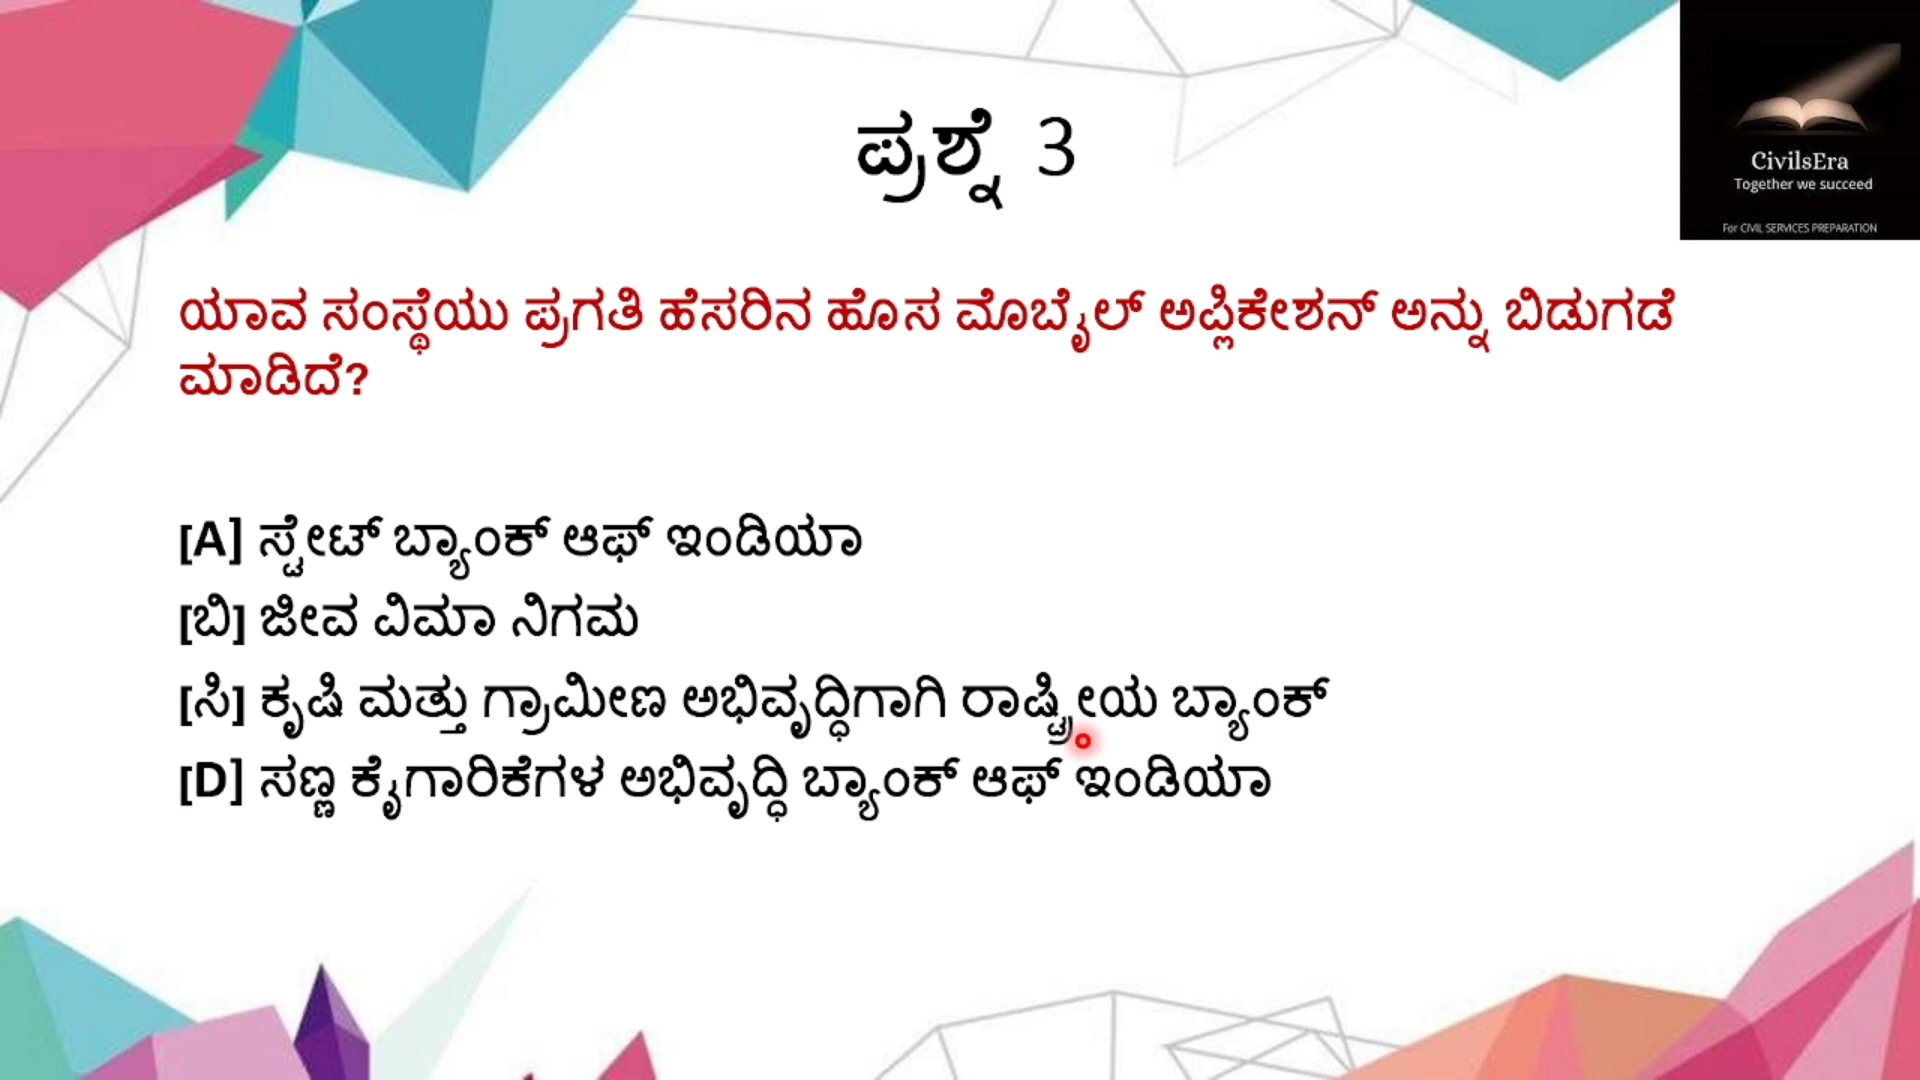 ಪ್ರಶ್ನೆ 3
CivilsEra
Together we succeed
For CIVIL SERVICES PREPARATION
ಯಾವ ಸಂಸ್ಥೆಯು ಪ್ರಗತಿ ಹೆಸರಿನ ಹೊಸ ಮೊಬೈಲ್ ಅಪ್ಲಿಕೇಶನ್ ಅನ್ನು ಬಿಡುಗಡೆ
ಮಾಡಿದೆ?
[A] ಸ್ಟೇಟ್ ಬ್ಯಾಂಕ್ ಆಫ್ ಇಂಡಿಯಾ
[ಬಿ] ಜೀವ ವಿಮಾ ನಿಗಮ
[ಸಿ] ಕೃಷಿ ಮತ್ತು ಗ್ರಾಮೀಣ ಅಭಿವೃದ್ಧಿಗಾಗಿ ರಾಷ್ಟ್ರೀಯ ಬ್ಯಾಂಕ್
[D] ಸಣ್ಣ ಕೈಗಾರಿಕೆಗಳ ಅಭಿವೃದ್ಧಿ ಬ್ಯಾಂಕ್ ಆಫ್ ಇಂಡಿಯಾ